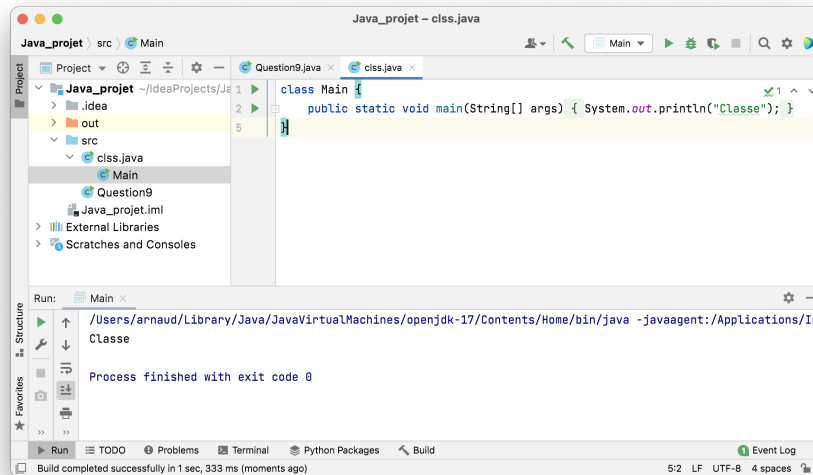 Java_projet – clss.java
Java_projet src Main
Main
Project
Project
Question9.java clss.java
Java_projet ~/IdeaProjects/Ja
.idea
out
src
clss.java
Main
Question9
Java_projet.iml
External Libraries
Scratches and Consoles
1 class Main {
1
2 public static void main(String[] args) { System.out.println("Classe"); }
5 }
Run: Main
/Users/arnaud/Library/Java/JavaVirtualMachines/openjdk-17/Contents/Home/bin/java -javaagent:/Applications/I
Classe
Process finished with exit code 0
Structure
Favorites
Run TODO Problems Terminal Python Packages Build 1 Event Log
Build completed successfully in 1 sec, 333 ms (moments ago) 5:2 LF UTF-8 4 spaces